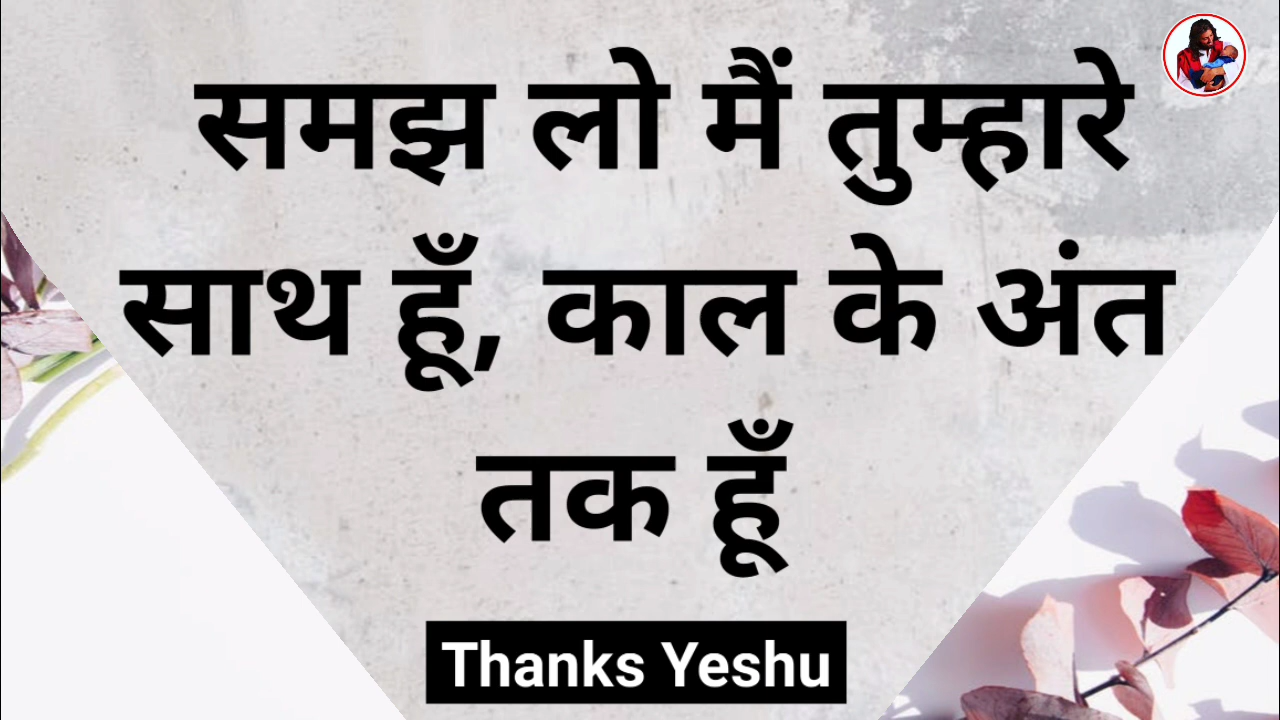 समझ लो मैं तुम्हारे
साथ हूँ, काल के अंत
तक हूँ
Thanks Yeshu